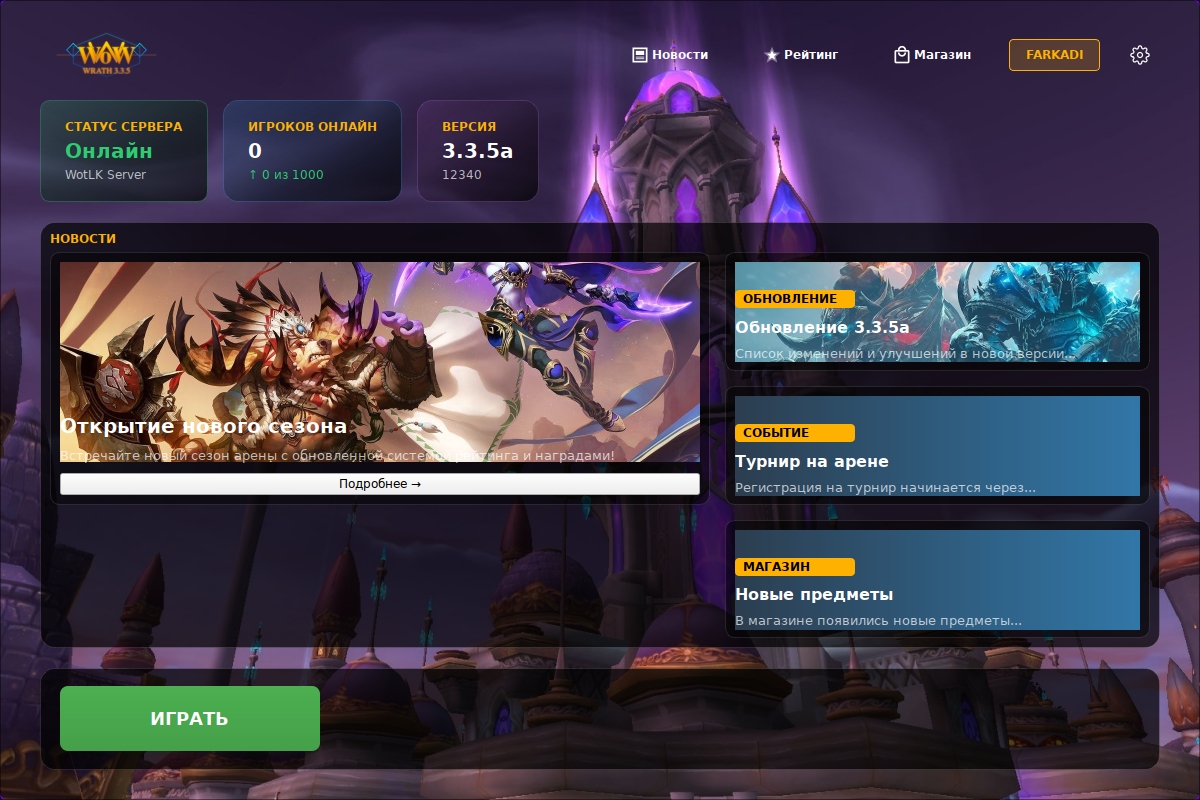 WoW
WRATH 3.3.5
Новости
Рейтинг
Магазин
FARKADI
СТАТУС СЕРВЕРА
Онлайн
WotLK Server
ИГРОКОВ ОНЛАЙН
0
↑ 0 из 1000
ВЕРСИЯ
3.3.5a
12340
НОВОСТИ
Открытие нового сезона
Встречайте новый сезон арены с обновленной системой рейтинга и наградами!
Подробнее →
ОБНОВЛЕНИЕ
Обновление 3.3.5a
Список изменений и улучшений в новой версии...
СОБЫТИЕ
Турнир на арене
Регистрация на турнир начинается через...
МАГАЗИН
Новые предметы
В магазине появились новые предметы...
ИГРАТЬ